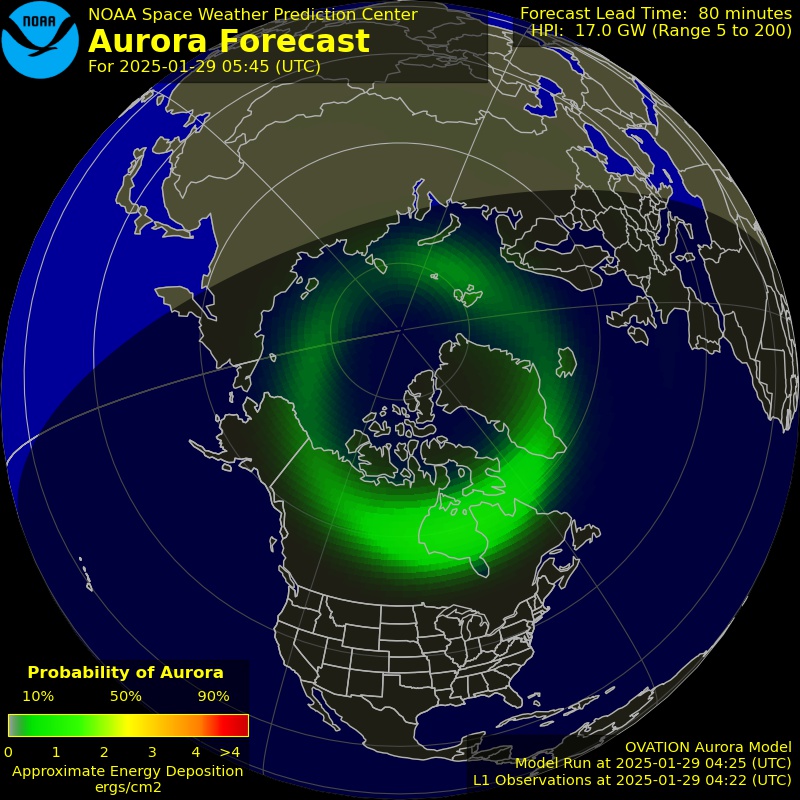 NOAA
NOAA Space Weather Prediction Center
Aurora Forecast
For 2025-01-29 05:45 (UTC)
Forecast Lead Time: 80 minutes
HPI: 17.0 GW (Range 5 to 200)
Probability of Aurora
10% 50% 90%
0 1 2 3 4 >4
Approximate Energy Deposition
ergs/cm2
OVATION Aurora Model
Model Run at 2025-01-29 04:25 (UTC)
L1 Observations at 2025-01-29 04:22 (UTC)